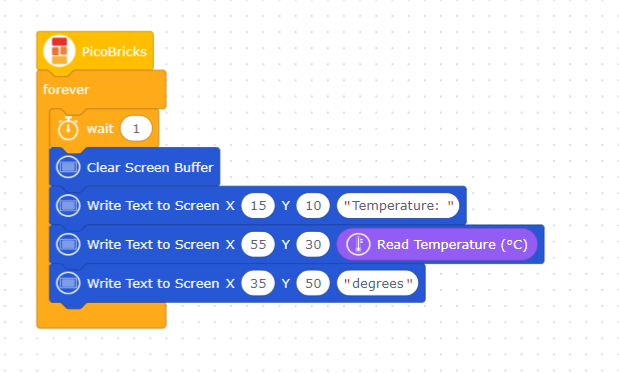 PicoBricks
forever
wait 1
Clear Screen Buffer
Write Text to Screen X 15 Y 10 "Temperature: "
Write Text to Screen X 55 Y 30 Read Temperature (°C)
Write Text to Screen X 35 Y 50 "degrees"